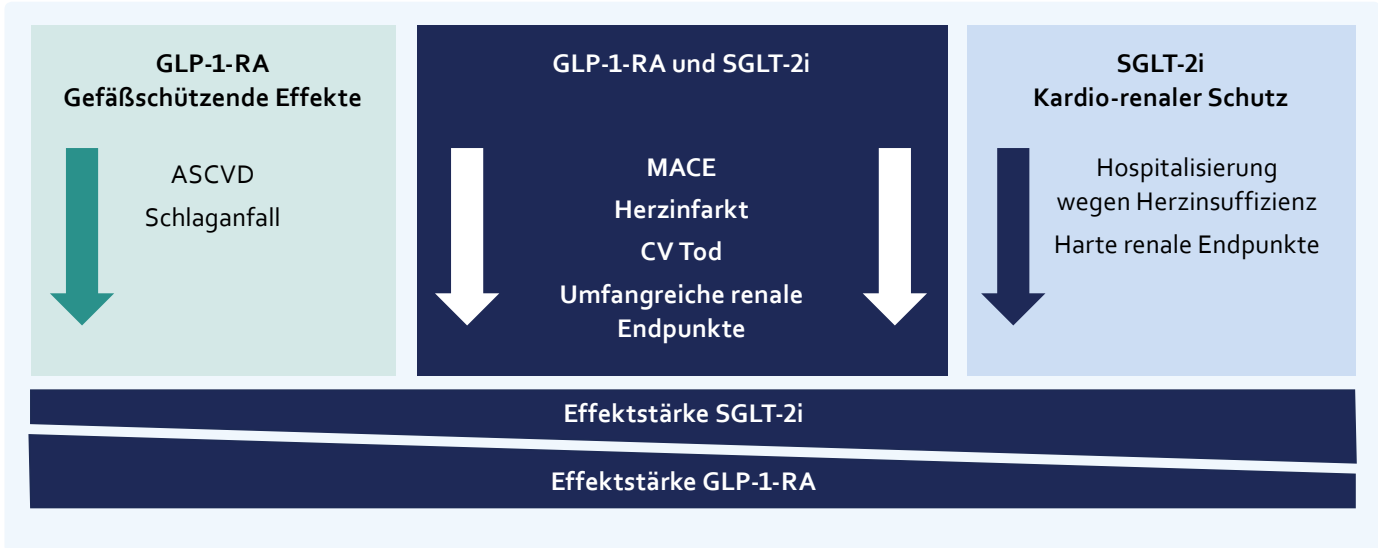 GLP-1-RA
Gefäßschützende Effekte
ASCVD
Schlaganfall
GLP-1-RA und SGLT-2i
MACE
Herzinfarkt
CV Tod
Umfangreiche renale
Endpunkte
SGLT-2i
Kardio-renaler Schutz
Hospitalisierung
wegen Herzinsuffizienz
Harte renale Endpunkte
Effektstärke SGLT-2i
Effektstärke GLP-1-RA